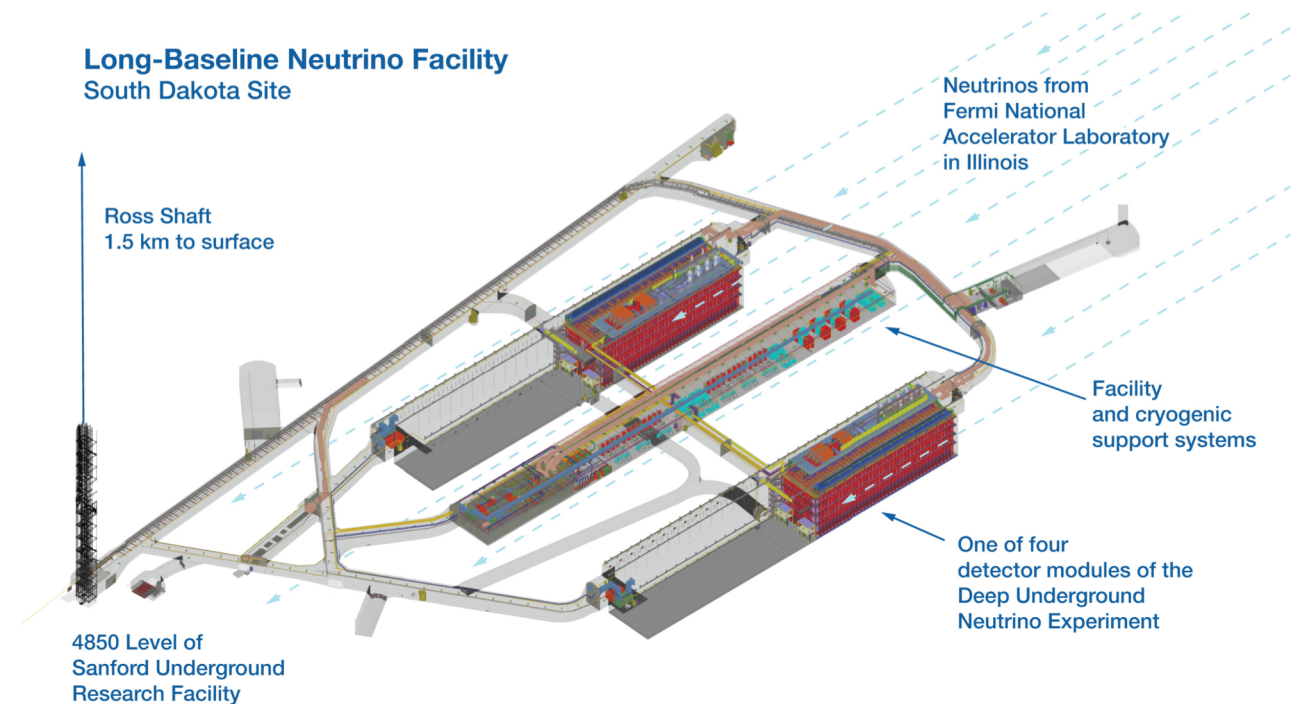 Long-Baseline Neutrino Facility
South Dakota Site
Neutrinos from
Fermi National
Accelerator Laboratory
in Illinois
Ross Shaft
1.5 km to surface
Facility
and cryogenic
support systems
One of four
detector modules of the
Deep Underground
Neutrino Experiment
4850 Level of
Sanford Underground
Research Facility